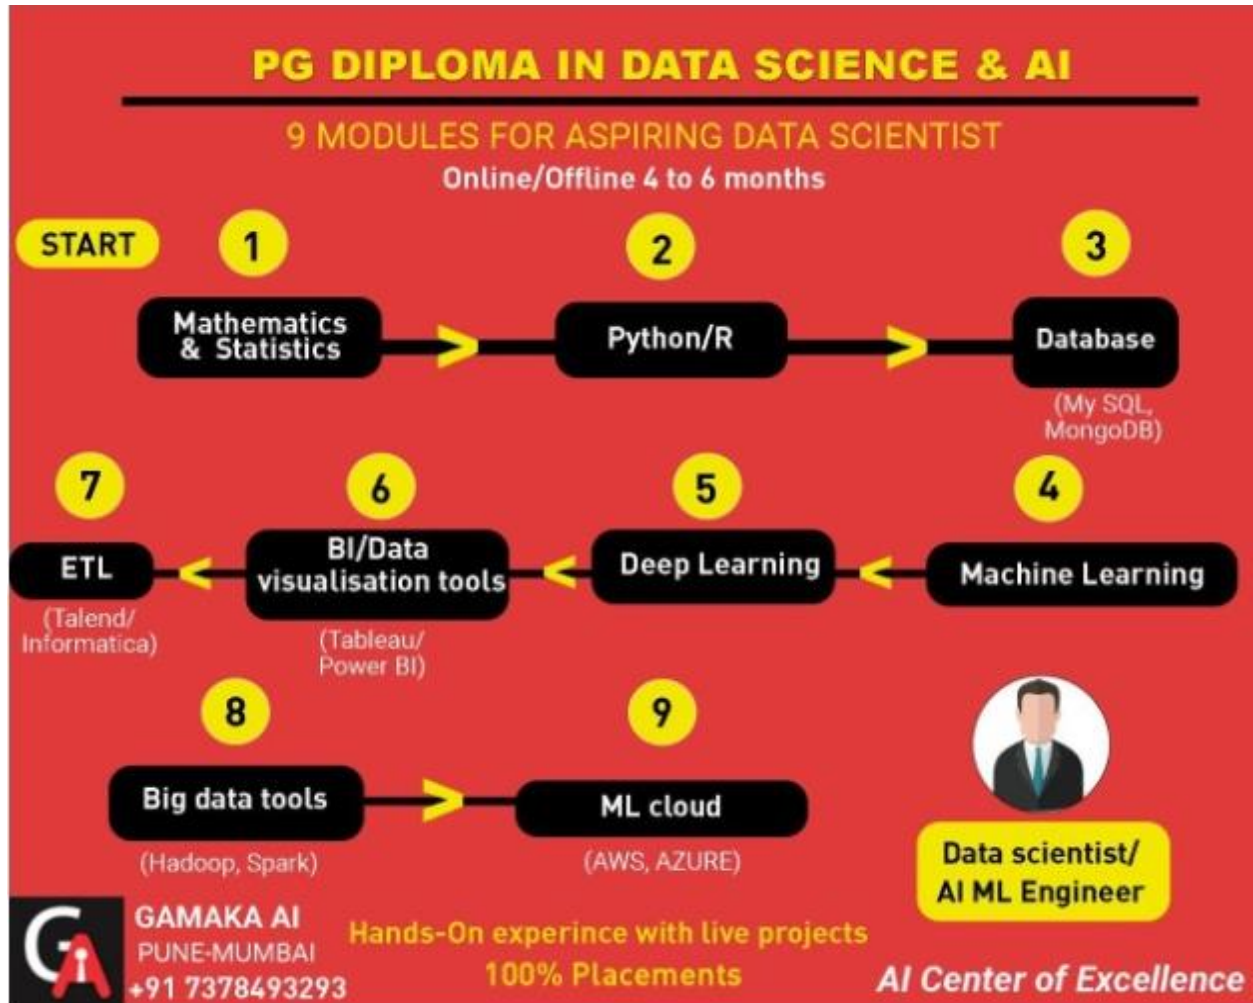 PG DIPLOMA IN DATA SCIENCE & AI
9 MODULES FOR ASPIRING DATA SCIENTIST
Online/Offline 4 to 6 months
START
1
Mathematics
& Statistics
>
2
Python/R
>
3
Database
(My SQL,
MongoDB)
4
Machine Learning
<
5
Deep Learning
<
6
BI/Data
visualisation tools
(Tableau/
Power BI)
<
7
ETL
(Talend/
Informatica)
8
Big data tools
(Hadoop, Spark)
>
9
ML cloud
(AWS, AZURE)
Data scientist/
AI ML Engineer
GA
GAMAKA AI
PUNE-MUMBAI
+91 7378493293
Hands-On experince with live projects
100% Placements
AI Center of Excellence